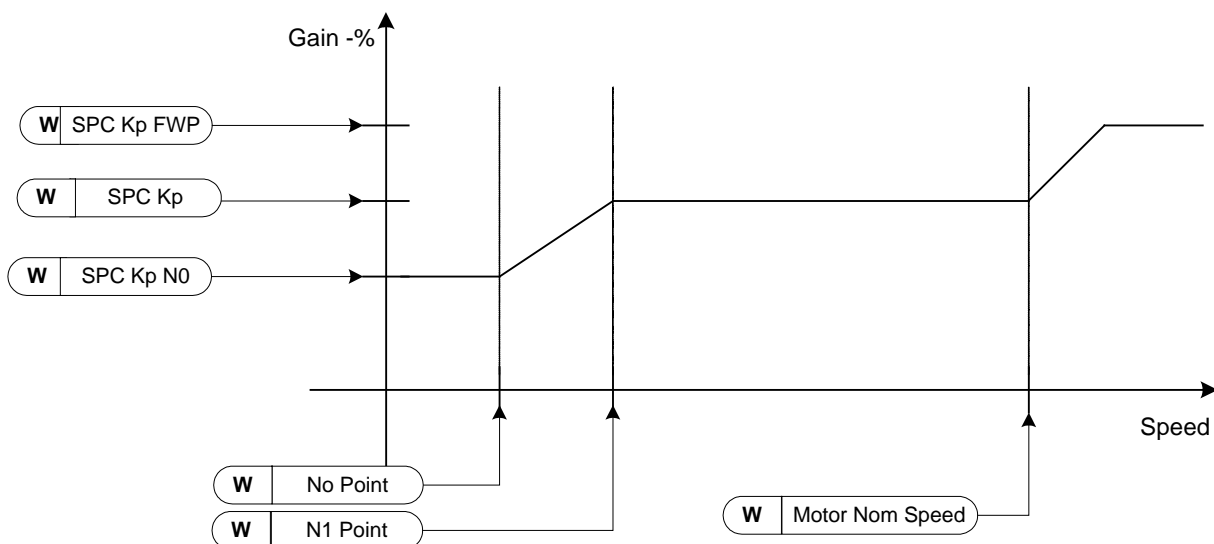 Gain -%
W SPC Kp FWP
W SPC Kp
W SPC Kp N0
Speed
W No Point
W N1 Point
W Motor Nom Speed